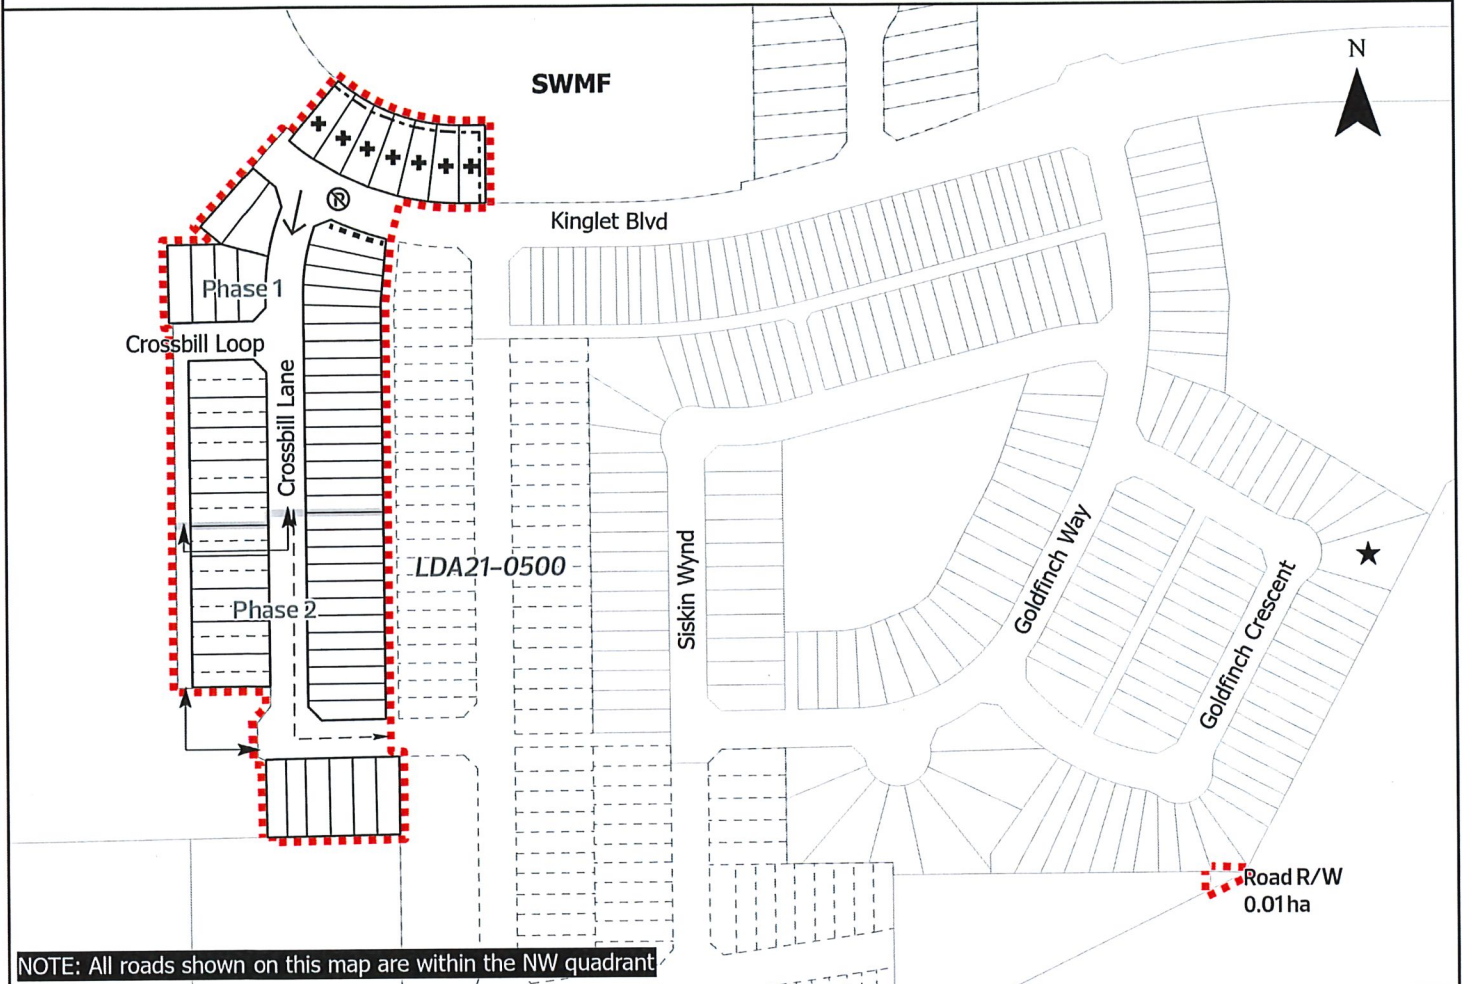 SWMF
N
R
Kinglet Blvd
Phase 1
Crossbill Loop
Crossbill Lane
LDA21-0500
Siskin Wynd
Goldfinch Way
Goldfinch Crescent
Phase 2
Road R/W
0.01 ha
NOTE: All roads shown on this map are within the NW quadrant